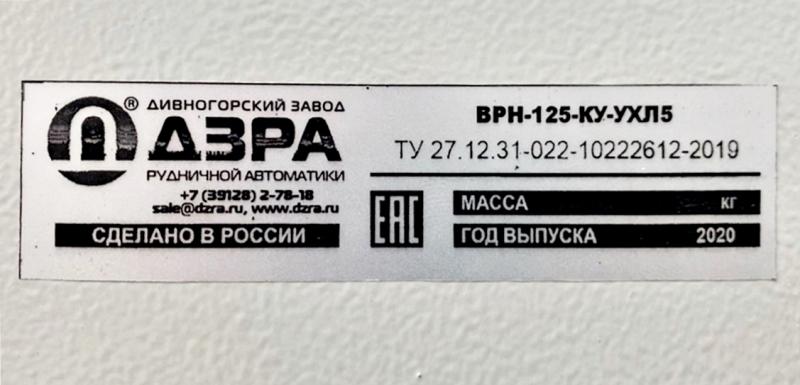 ® ДИВНОГОРСКИЙ ЗАВОД
ДЗРА
РУДНИЧНОЙ АВТОМАТИКИ
+7 (39128) 2-78-18
sale@dzra.ru, www.dzra.ru
СДЕЛАНО В РОССИИ
ВРН-125-КУ-УХЛ5
ТУ 27.12.31-022-10222612-2019
EAC
МАССА кг
ГОД ВЫПУСКА 2020